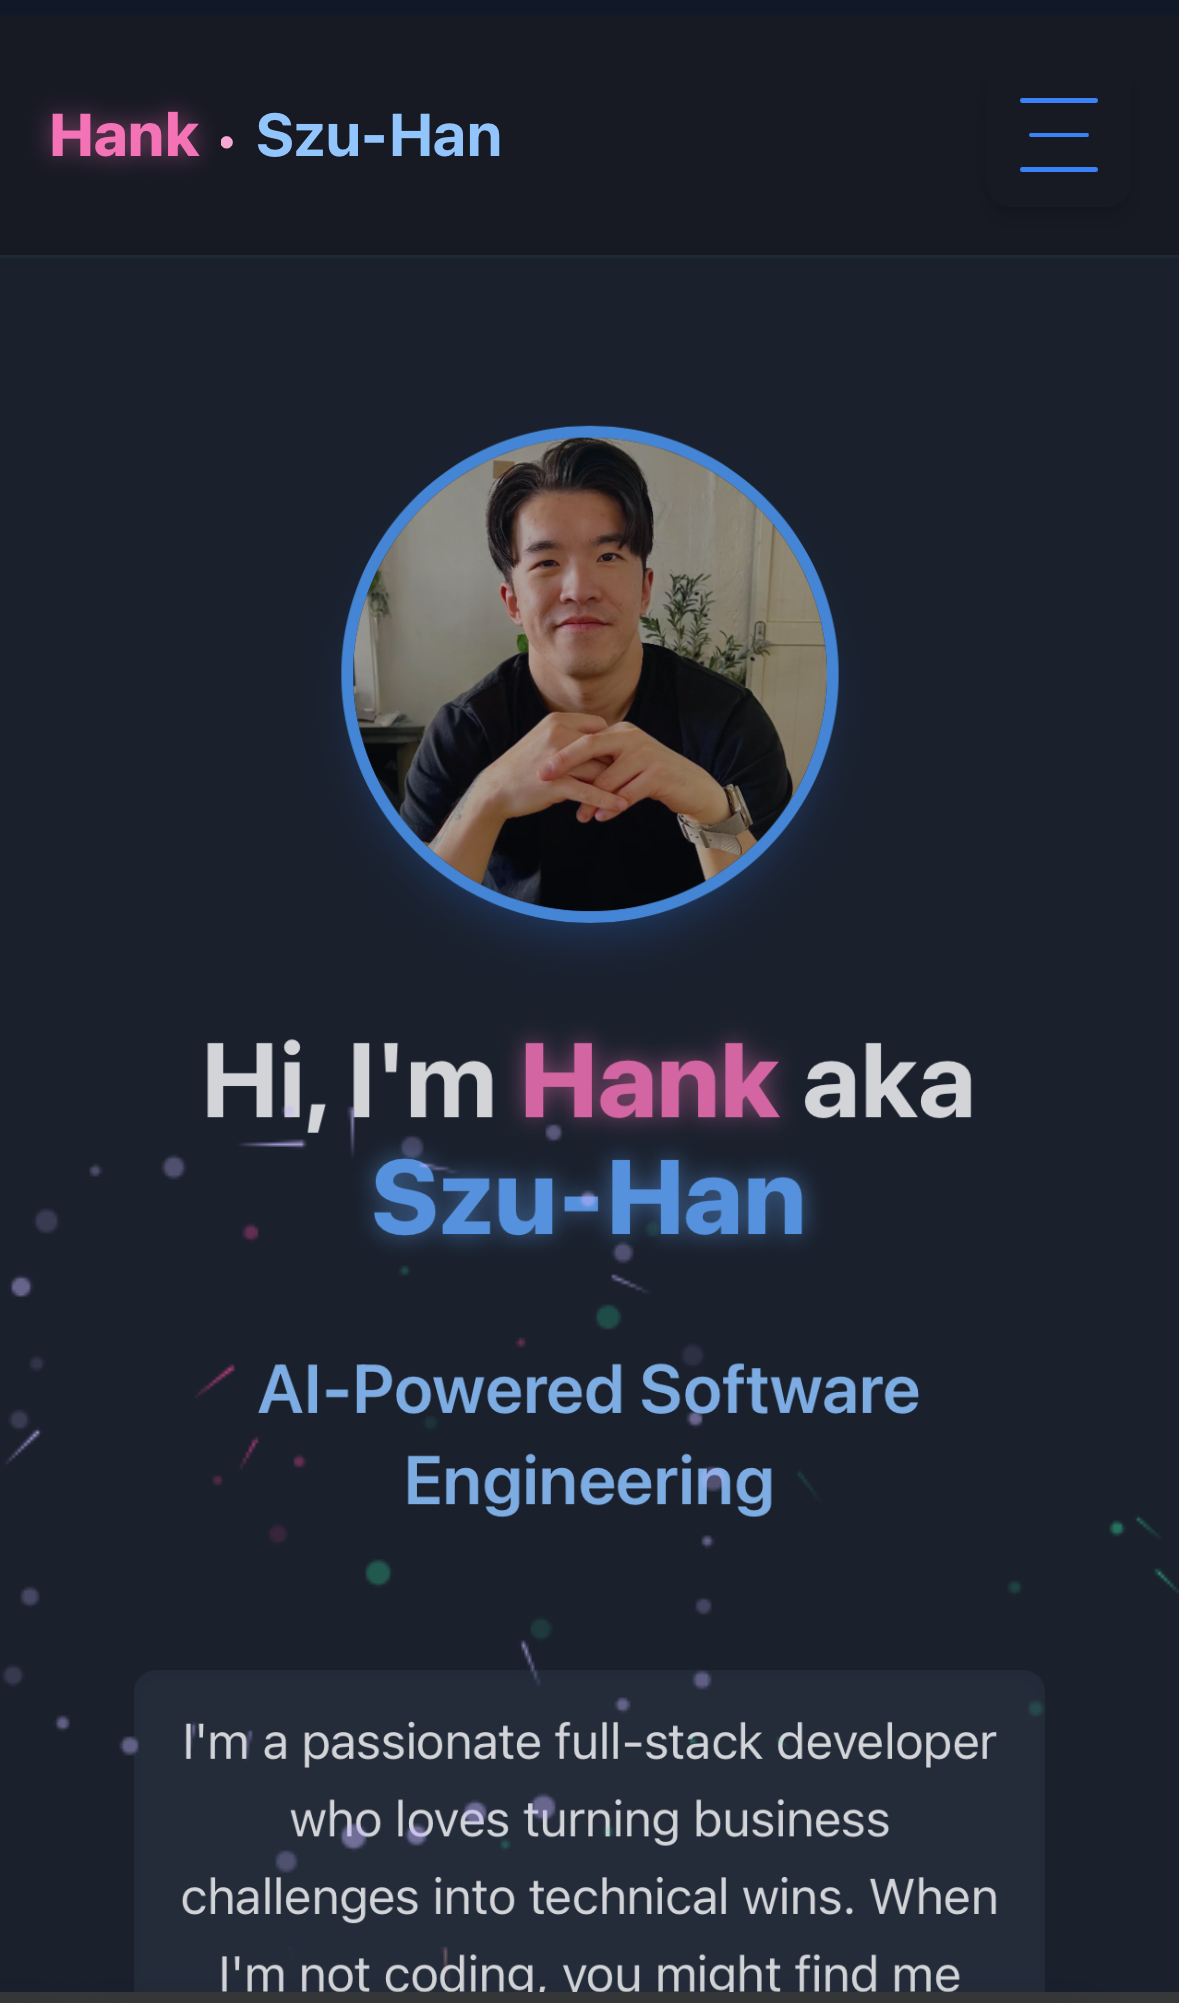 Hank • Szu-Han
Hi, I'm Hank aka
Szu-Han
AI-Powered Software
Engineering
I'm a passionate full-stack developer
who loves turning business
challenges into technical wins. When
I'm not coding, you might find me